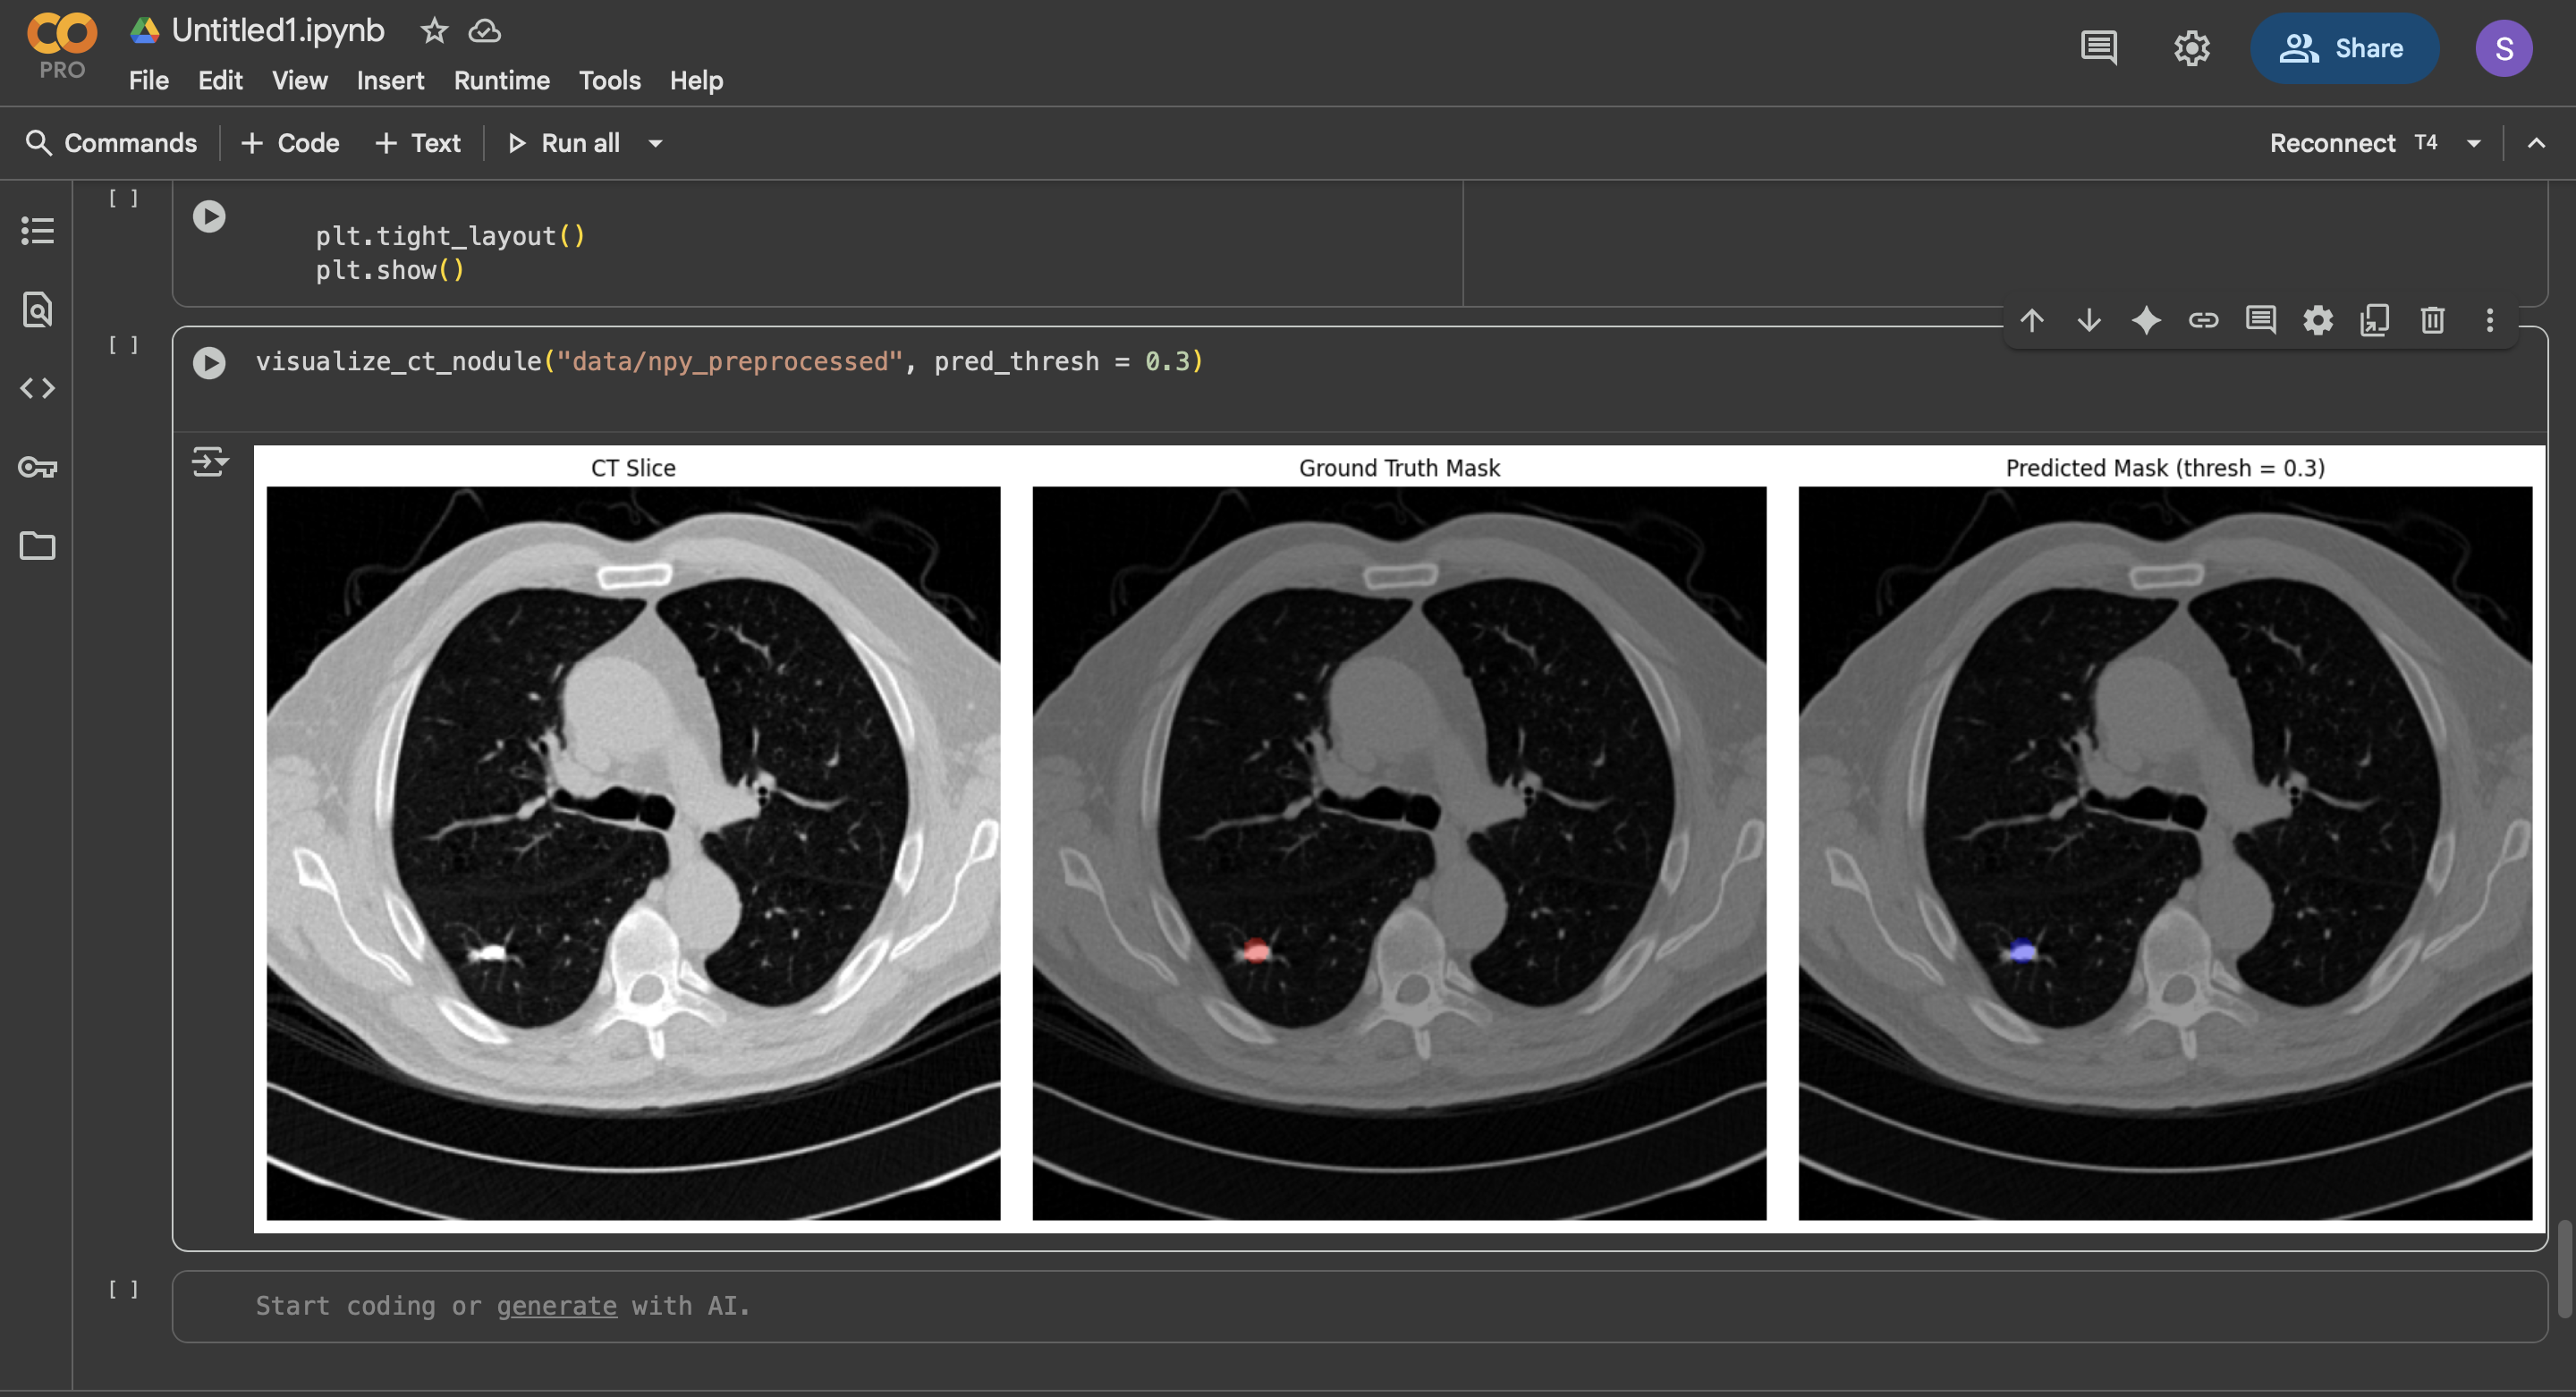 Untitled1.ipynb
PRO
File Edit View Insert Runtime Tools Help
Share
S
Commands + Code + Text Run all
Reconnect T4
[ ]
plt.tight_layout()
plt.show()
[ ]
visualize_ct_nodule("data/npy_preprocessed", pred_thresh = 0.3)
CT Slice
Ground Truth Mask
Predicted Mask (thresh = 0.3)
[ ]
Start coding or generate with AI.